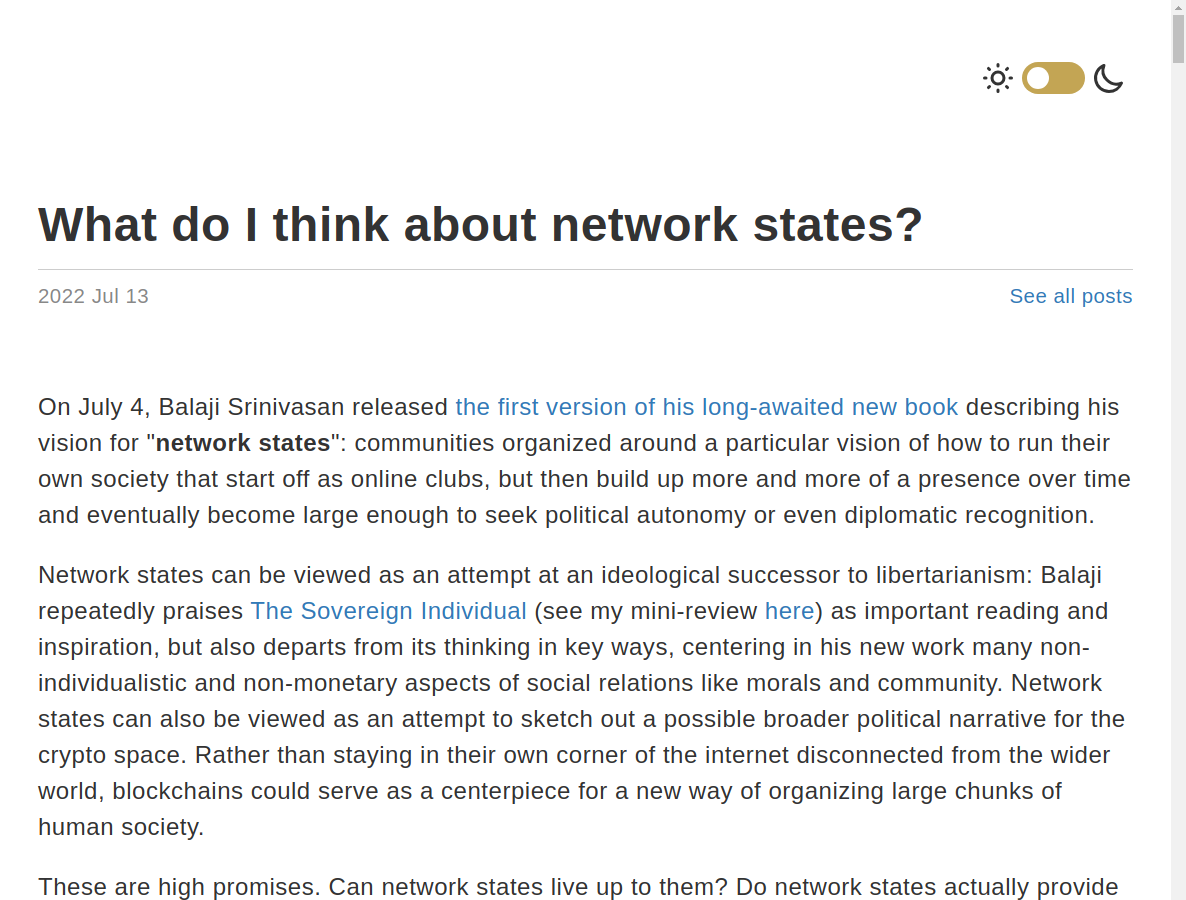 What do I think about network states?
2022 Jul 13 See all posts
On July 4, Balaji Srinivasan released the first version of his long-awaited new book describing his
vision for "network states": communities organized around a particular vision of how to run their
own society that start off as online clubs, but then build up more and more of a presence over time
and eventually become large enough to seek political autonomy or even diplomatic recognition.
Network states can be viewed as an attempt at an ideological successor to libertarianism: Balaji
repeatedly praises The Sovereign Individual (see my mini-review here) as important reading and
inspiration, but also departs from its thinking in key ways, centering in his new work many non-
individualistic and non-monetary aspects of social relations like morals and community. Network
states can also be viewed as an attempt to sketch out a possible broader political narrative for the
crypto space. Rather than staying in their own corner of the internet disconnected from the wider
world, blockchains could serve as a centerpiece for a new way of organizing large chunks of
human society.
These are high promises. Can network states live up to them? Do network states actually provide